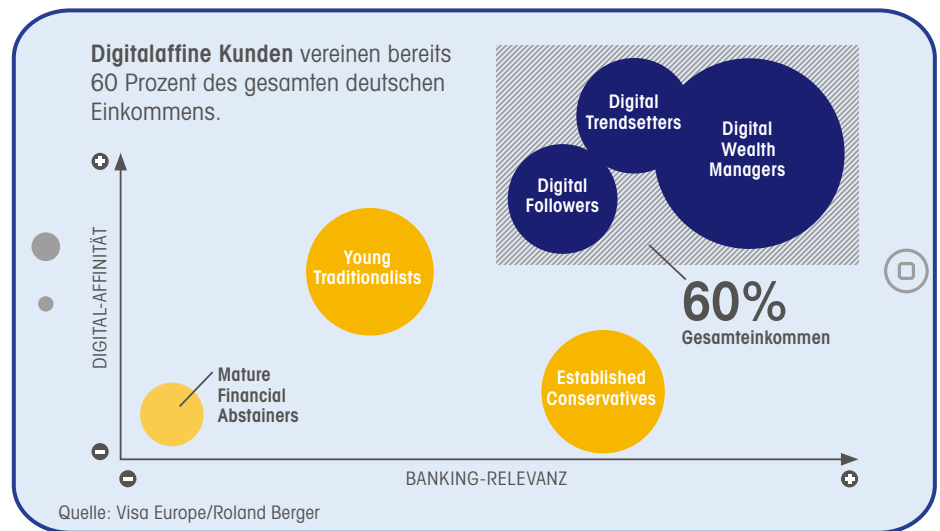 Digitalaffine Kunden vereinen bereits
60 Prozent des gesamten deutschen
Einkommens.
Digital
Trendsetters
Digital
Wealth
Managers
Digital
Followers
DIGITAL-AFFINITÄT
Young
Traditionalists
60%
Gesamteinkommen
Mature
Financial
Abstainers
Established
Conservatives
BANKING-RELEVANZ
Quelle: Visa Europe/Roland Berger